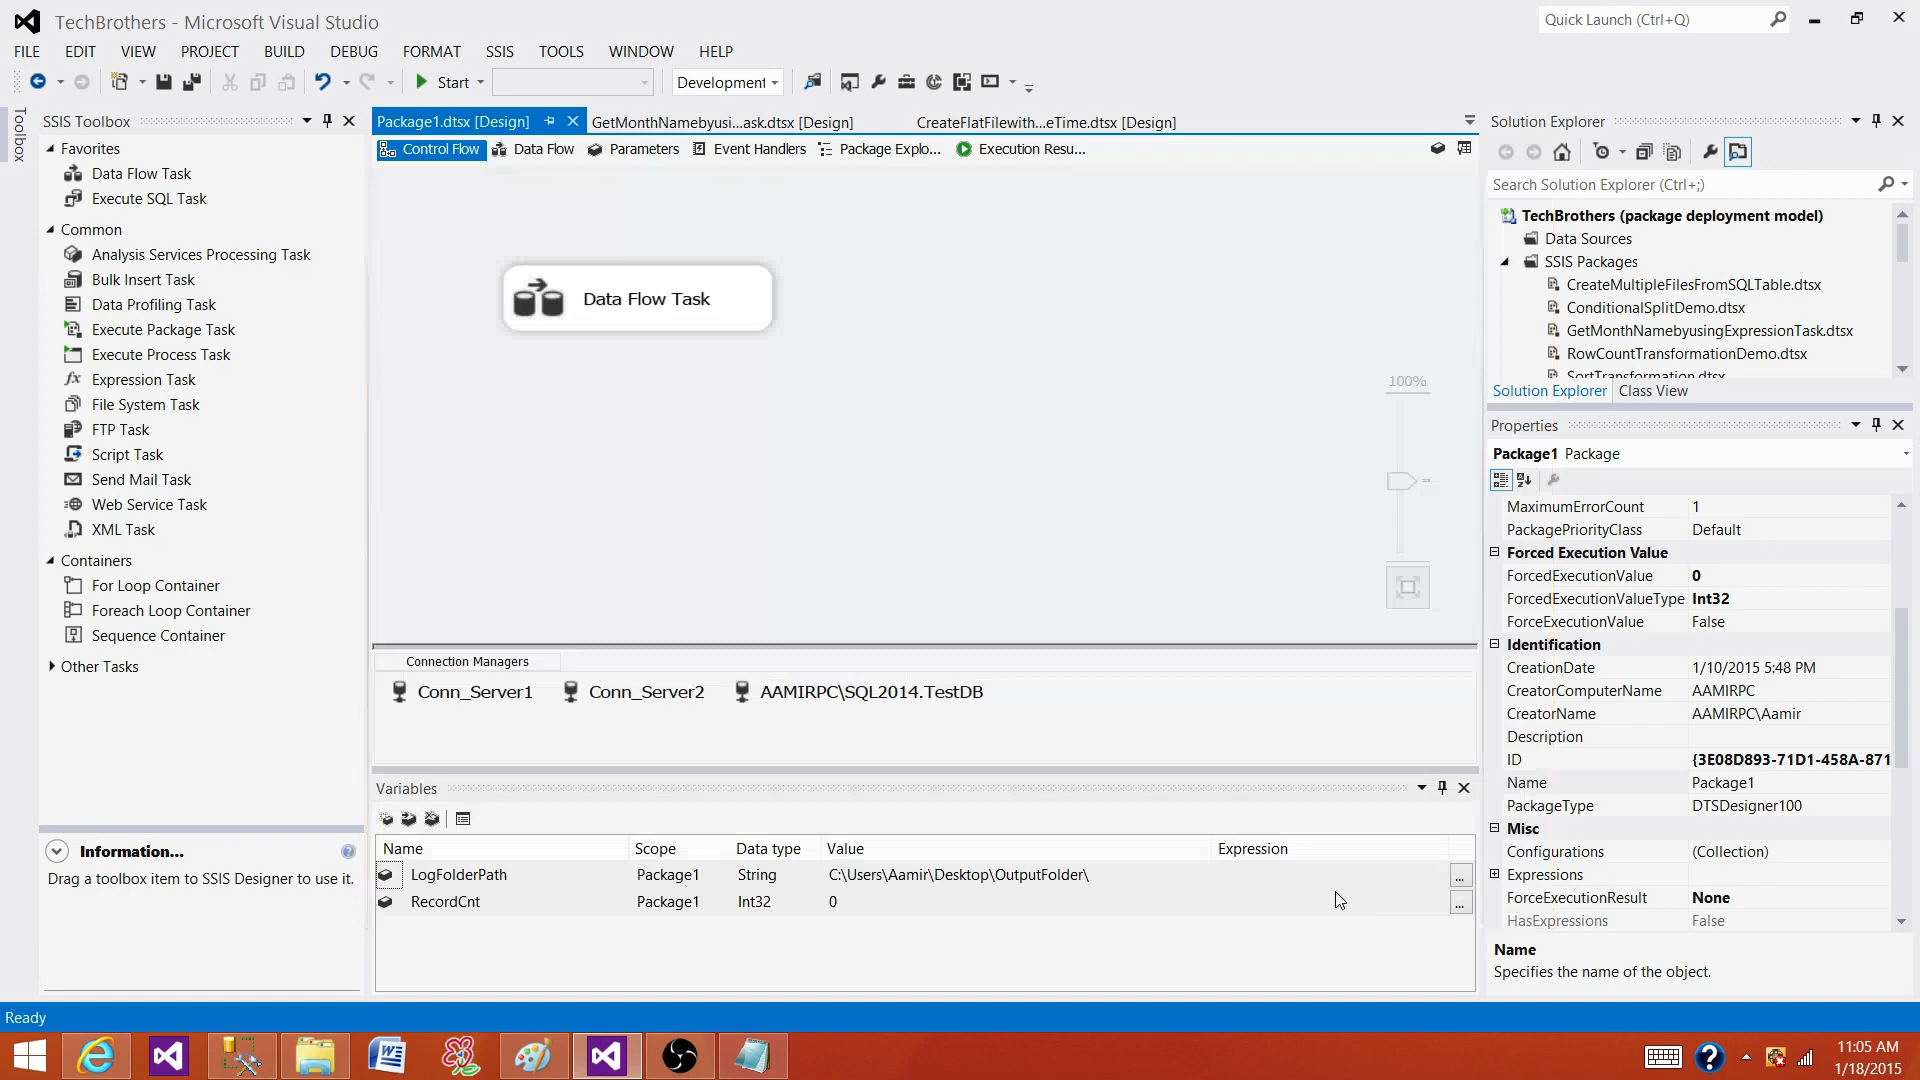 TechBrothers - Microsoft Visual Studio
Quick Launch (Ctrl+Q)
FILE EDIT VIEW PROJECT BUILD DEBUG FORMAT SSIS TOOLS WINDOW HELP
Start
Development
Toolbox
SSIS Toolbox
Favorites
Data Flow Task
Execute SQL Task
Common
Analysis Services Processing Task
Bulk Insert Task
Data Profiling Task
Execute Package Task
Execute Process Task
Expression Task
File System Task
FTP Task
Script Task
Send Mail Task
Web Service Task
XML Task
Containers
For Loop Container
Foreach Loop Container
Sequence Container
Other Tasks
Information...
Drag a toolbox item to SSIS Designer to use it.
Package1.dtsx [Design]
GetMonthNamebyusi...ask.dtsx [Design]
CreateFlatFilewith...eTime.dtsx [Design]
Control Flow
Data Flow
Parameters
Event Handlers
Package Explo...
Execution Resu...
Data Flow Task
100%
Connection Managers
Conn_Server1
Conn_Server2
AAMIRPC\SQL2014.TestDB
Variables
Name Scope Data type Value Expression
LogFolderPath Package1 String C:\Users\Aamir\Desktop\OutputFolder\ ...
RecordCnt Package1 Int32 0 ...
Solution Explorer
Search Solution Explorer (Ctrl+;)
TechBrothers (package deployment model)
Data Sources
SSIS Packages
CreateMultipleFilesFromSQLTable.dtsx
ConditionalSplitDemo.dtsx
GetMonthNamebyusingExpressionTask.dtsx
RowCountTransformationDemo.dtsx
SortTransformation.dtsx
Solution Explorer Class View
Properties
Package1 Package
MaximumErrorCount 1
PackagePriorityClass Default
Forced Execution Value
ForcedExecutionValue 0
ForcedExecutionValueType Int32
ForceExecutionValue False
Identification
CreationDate 1/10/2015 5:48 PM
CreatorComputerName AAMIRPC
CreatorName AAMIRPC\Aamir
Description
ID {3E08D893-71D1-458A-871
Name Package1
PackageType DTSDesigner100
Misc
Configurations (Collection)
Expressions
ForceExecutionResult None
HasExpressions False
Name
Specifies the name of the object.
Ready
11:05 AM
1/18/2015